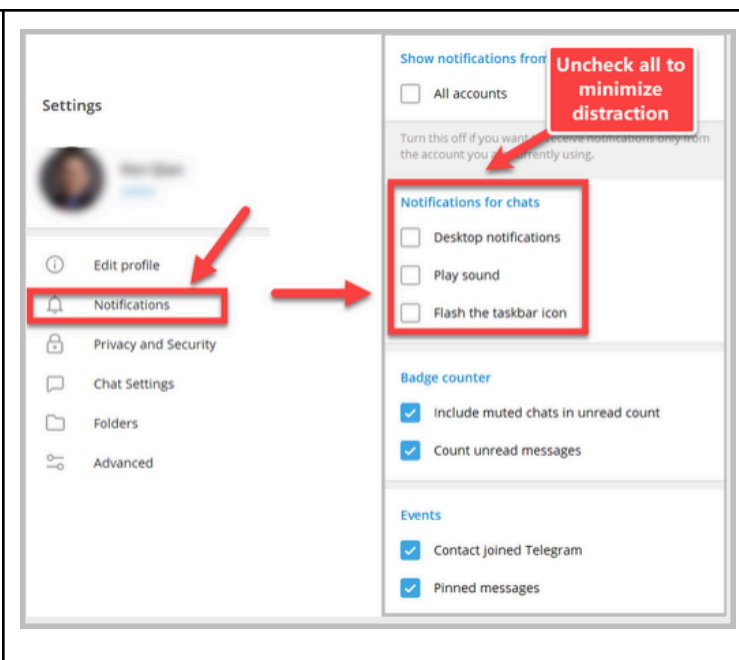 Settings
Edit profile
Notifications
Privacy and Security
Chat Settings
Folders
Advanced
Show notifications from
Uncheck all to
minimize
distraction
All accounts
Turn this off if you want receive notifications only from
the account you are currently using.
Notifications for chats
Desktop notifications
Play sound
Flash the taskbar icon
Badge counter
Include muted chats in unread count
Count unread messages
Events
Contact joined Telegram
Pinned messages